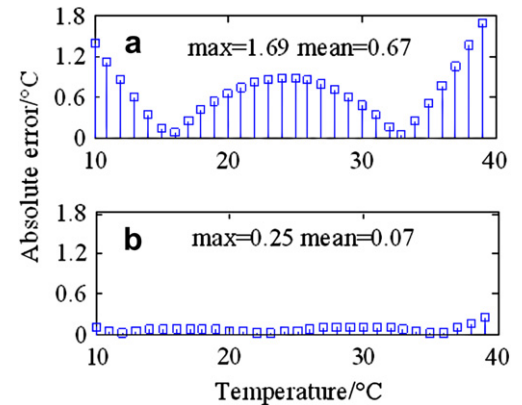 1.8
a
max=1.69 mean=0.67
1.2
0.6
0
10 20 30 40
Absolute error/°C
1.8
b
max=0.25 mean=0.07
1.2
0.6
0
10 20 30 40
Temperature/°C